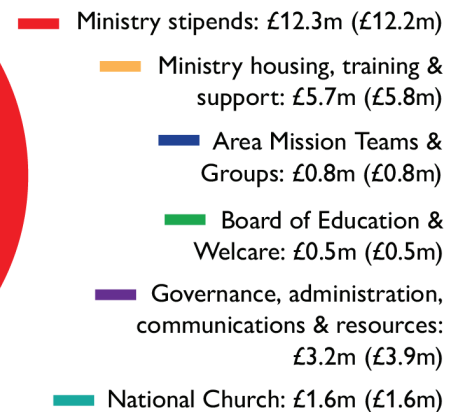 Ministry stipends: £12.3m (£12.2m)
Ministry housing, training &
support: £5.7m (£5.8m)
Area Mission Teams &
Groups: £0.8m (£0.8m)
Board of Education &
Welcare: £0.5m (£0.5m)
Governance, administration,
communications & resources:
£3.2m (£3.9m)
National Church: £1.6m (£1.6m)